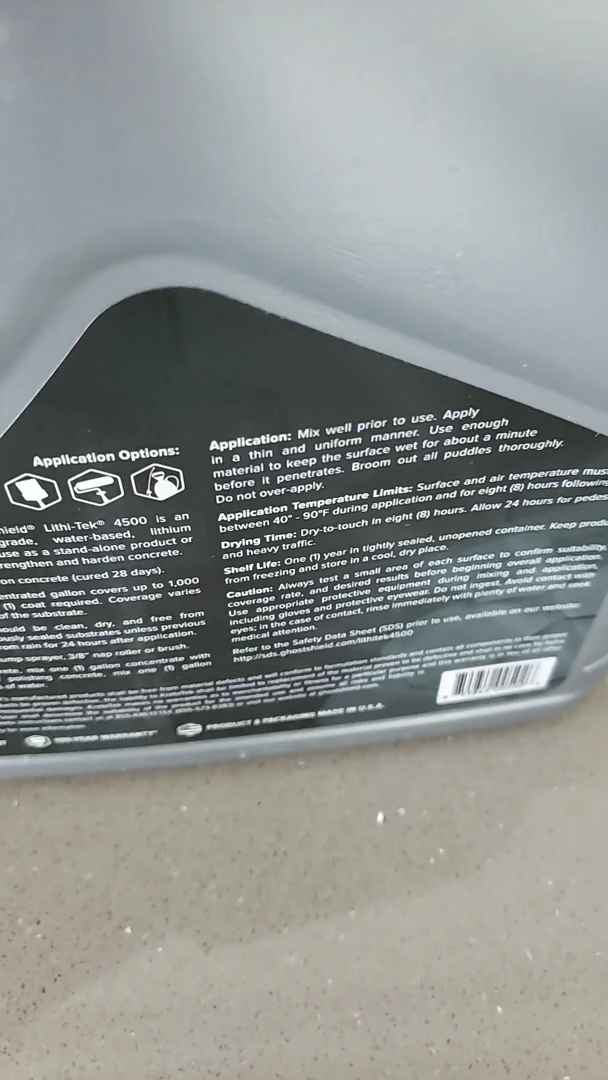 Application Options:
hield® Lithi-Tek® 4500 is an
grade, water-based, lithium
use as a stand-alone product or
rengthen and harden concrete.
on concrete (cured 28 days).
entrated gallon covers up to 1,000
(1) coat required. Coverage varies
of the substrate.
ould be clean, dry, and free from
ously sealed substrates unless previous
om rain for 24 hours after application.
ump sprayer, 3/8" nap roller or brush.
one (1) gallon concentrate with
polishing concrete, mix one (1) gallon
of water.
Application: Mix well prior to use. Apply
in a thin and uniform manner. Use enough
material to keep the surface wet for about a minute
before it penetrates. Broom out all puddles thoroughly.
Do not over-apply.
Application Temperature Limits: Surface and air temperature must
between 40° - 90°F during application and for eight (8) hours following
Drying Time: Dry-to-touch in eight (8) hours. Allow 24 hours for pedes
and heavy traffic.
Shelf Life: One (1) year in tightly sealed, unopened container. Keep produ
from freezing and store in a cool, dry place.
Caution: Always test a small area of each surface to confirm suitability,
coverage rate, and desired results before beginning overall application.
Use appropriate protective equipment during mixing and application,
including gloves and protective eyewear. Do not ingest. Avoid contact with
eyes; in the case of contact, rinse immediately with plenty of water and seek
medical attention.
Refer to the Safety Data Sheet (SDS) prior to use, available on our website:
http://sds.ghostshield.com/lithitek4500
YEAR WARRANTY
PRODUCT & PACKAGING MADE IN U.S.A.